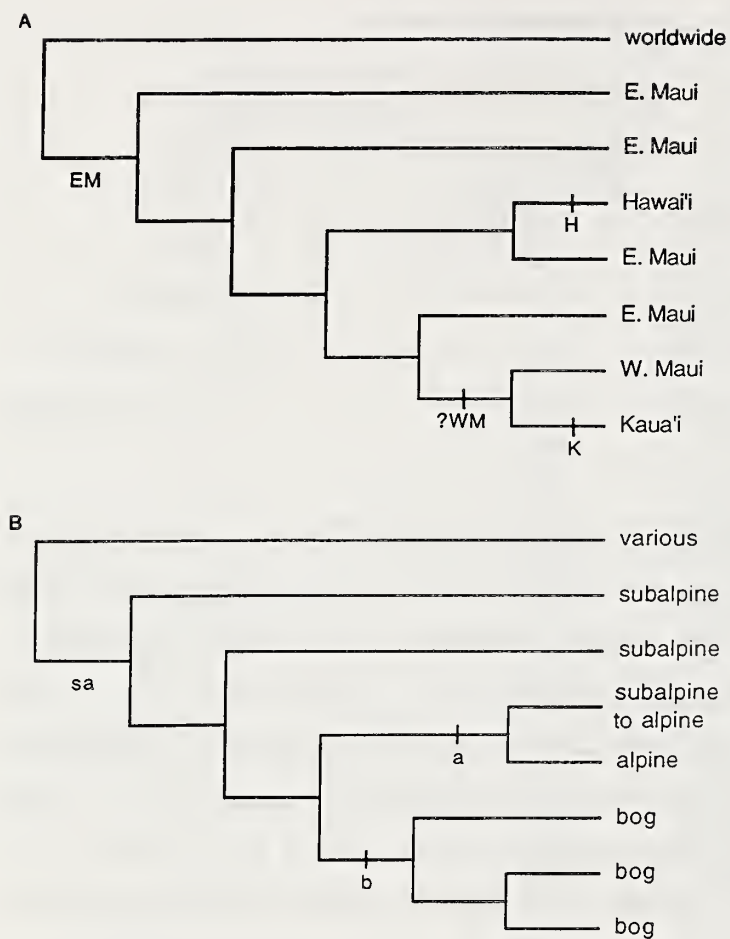 A
worldwide
E. Maui
EM
E. Maui
Hawai'i
H
E. Maui
E. Maui
W. Maui
?WM
Kaua'i
K
B
various
subalpine
sa
subalpine
subalpine
to alpine
a
alpine
bog
b
bog
bog